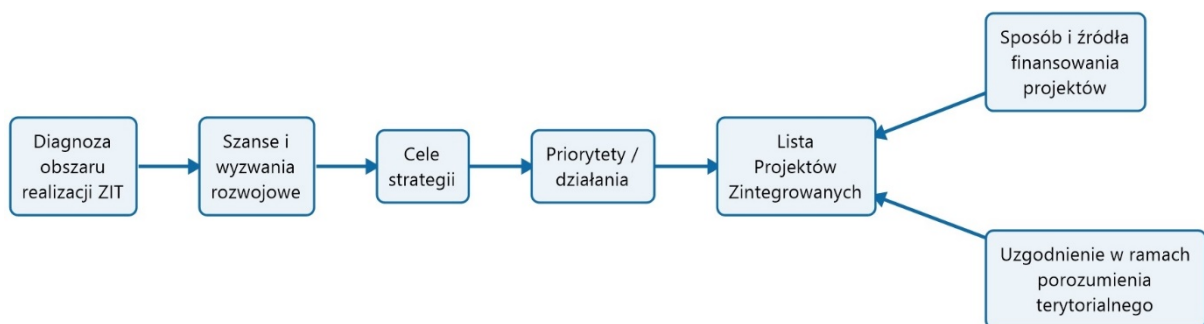 Diagnoza
obszaru
realizacji ZIT
Szanse i
wyzwania
rozwojowe
Cele
strategii
Priorytety /
działania
Lista
Projektów
Zintegrowanych
Sposób i źródła
finansowania
projektów
Uzgodnienie w ramach
porozumienia
terytorialnego